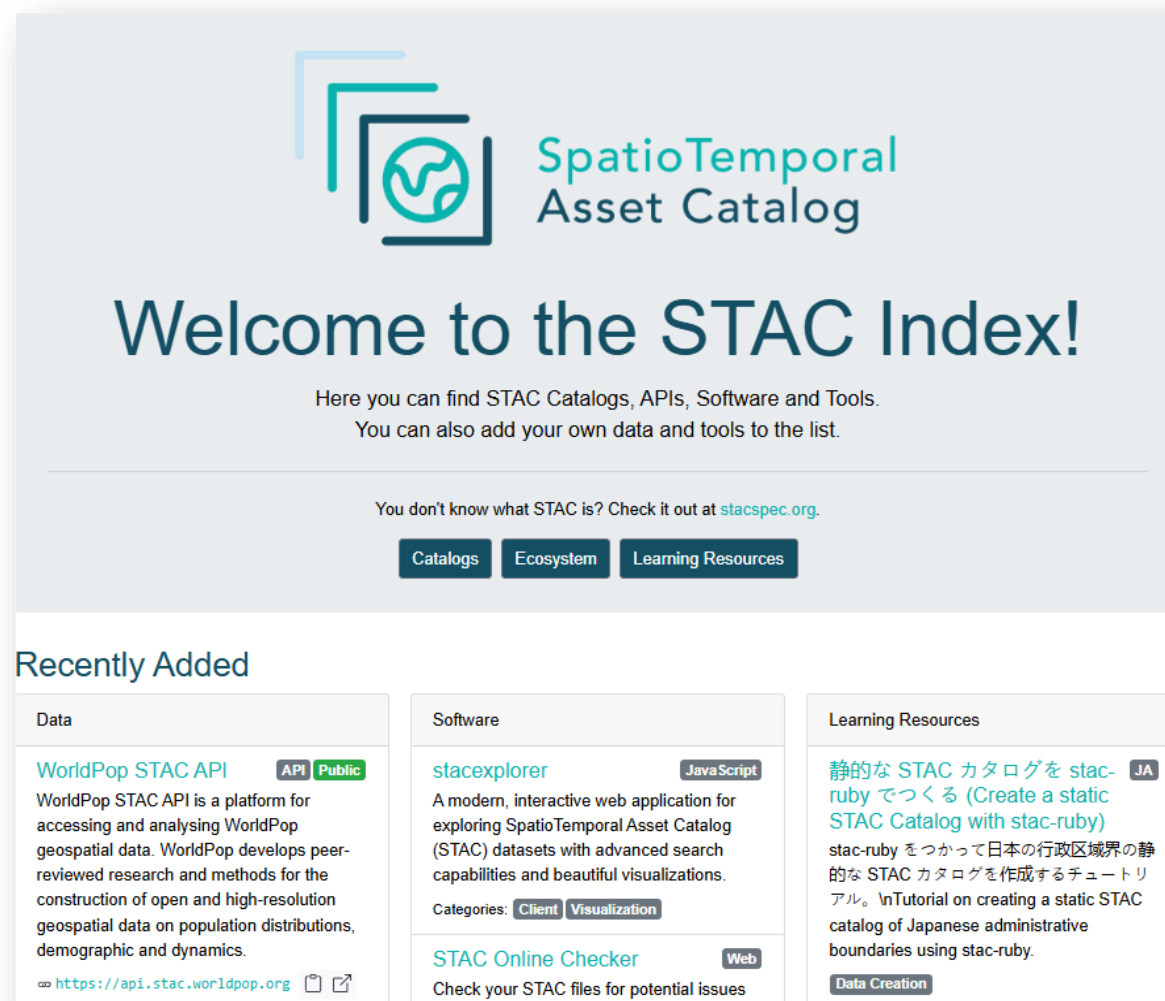 SpatioTemporal
Asset Catalog
Welcome to the STAC Index!
Here you can find STAC Catalogs, APIs, Software and Tools.
You can also add your own data and tools to the list.
You don't know what STAC is? Check it out at stacspec.org.
Catalogs Ecosystem Learning Resources
Recently Added
Data
WorldPop STAC API API Public
WorldPop STAC API is a platform for
accessing and analysing WorldPop
geospatial data. WorldPop develops peer-
reviewed research and methods for the
construction of open and high-resolution
geospatial data on population distributions,
demographic and dynamics.
https://api.stac.worldpop.org
Software
stacexplorer JavaScript
A modern, interactive web application for
exploring SpatioTemporal Asset Catalog
(STAC) datasets with advanced search
capabilities and beautiful visualizations.
Categories: Client Visualization
STAC Online Checker Web
Check your STAC files for potential issues
Learning Resources
静的な STAC カタログを stac- JA
ruby でつくる (Create a static
STAC Catalog with stac-ruby)
stac-ruby をつかって日本の行政区域界の静
的な STAC カタログを作成するチュートリ
アル。\nTutorial on creating a static STAC
catalog of Japanese administrative
boundaries using stac-ruby.
Data Creation